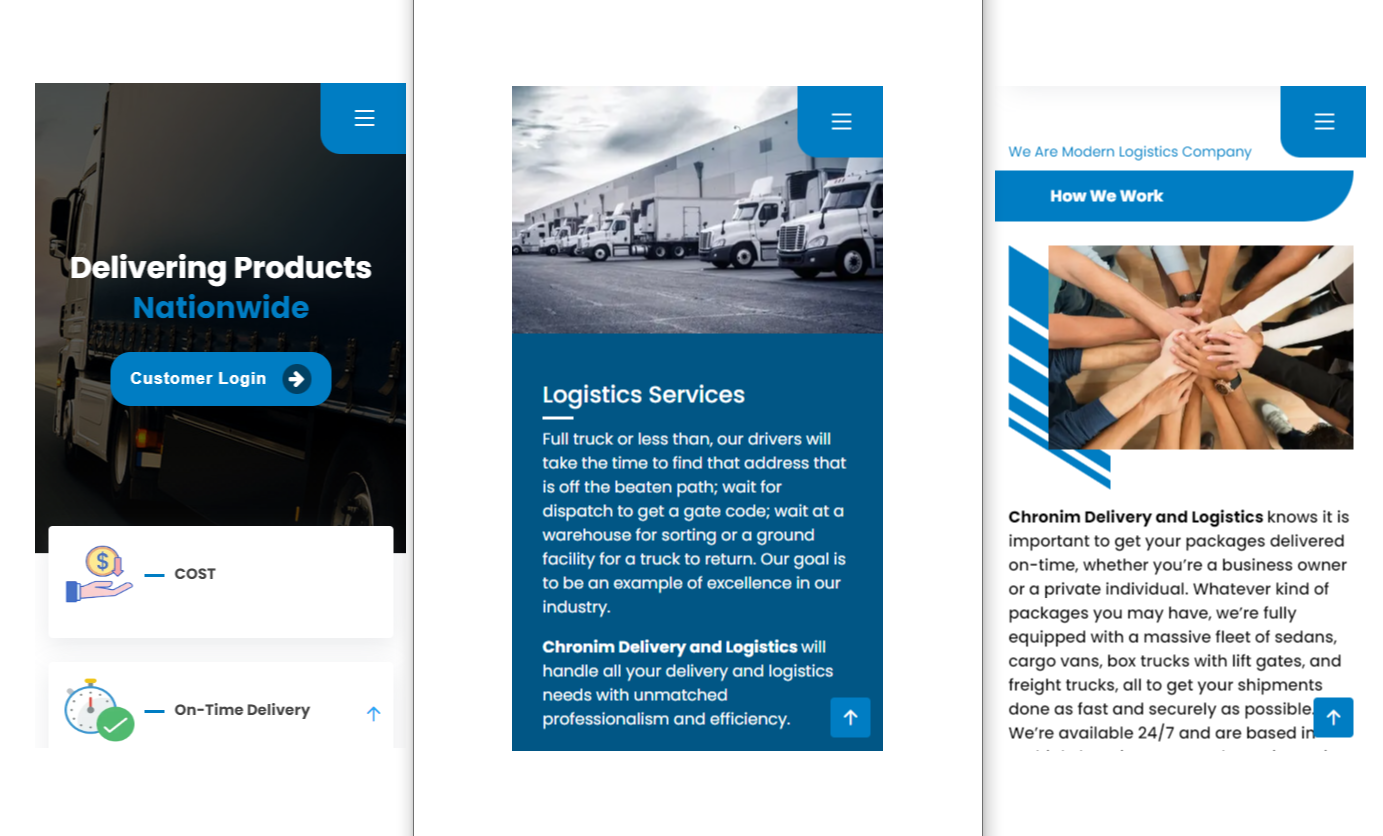 Delivering Products
Nationwide
Customer Login
$
COST
On-Time Delivery
Logistics Services
Full truck or less than, our drivers will
take the time to find that address that
is off the beaten path; wait for
dispatch to get a gate code; wait at a
warehouse for sorting or a ground
facility for a truck to return. Our goal is
to be an example of excellence in our
industry.
Chronim Delivery and Logistics will
handle all your delivery and logistics
needs with unmatched
professionalism and efficiency.
We Are Modern Logistics Company
How We Work
Chronim Delivery and Logistics knows it is
important to get your packages delivered
on-time, whether you’re a business owner
or a private individual. Whatever kind of
packages you may have, we’re fully
equipped with a massive fleet of sedans,
cargo vans, box trucks with lift gates, and
freight trucks, all to get your shipments
done as fast and securely as possible.
We’re available 24/7 and are based in